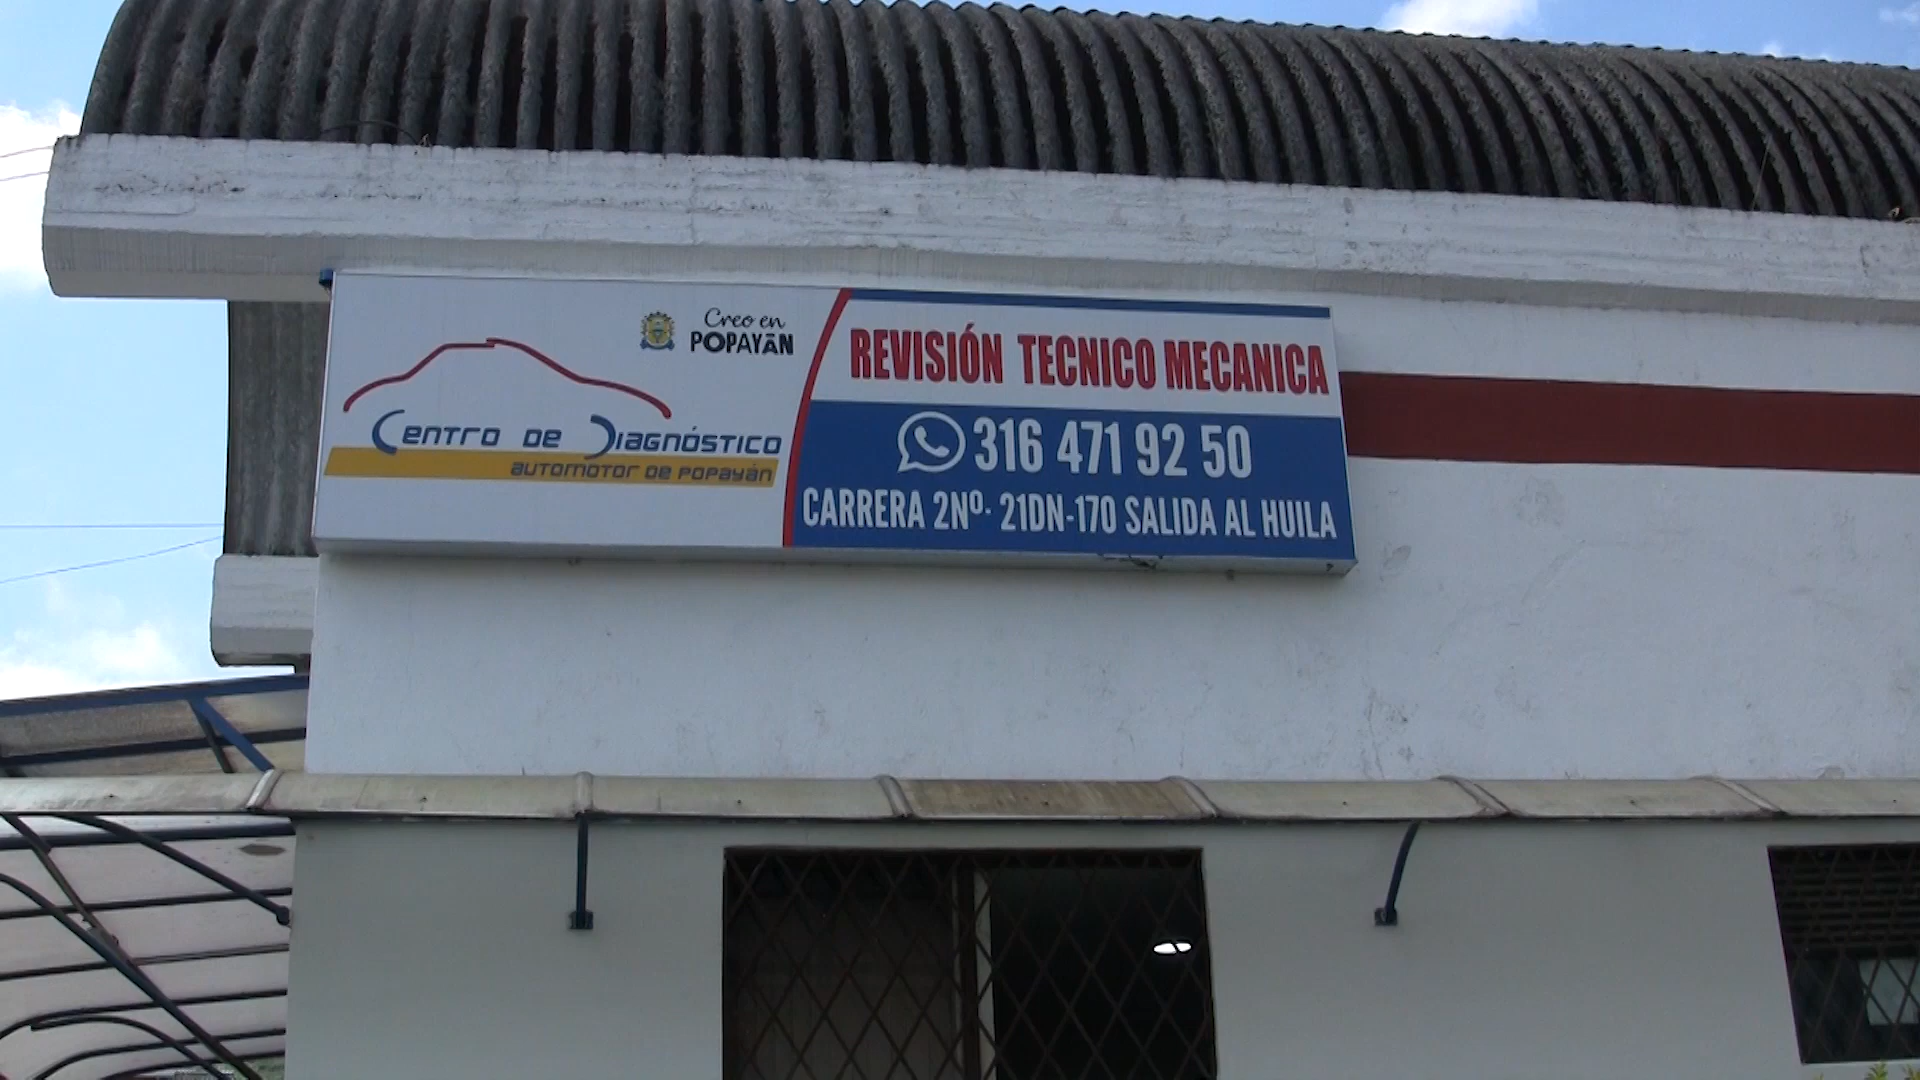 Creo en
POPAYÁN
Centro de Diagnóstico
automotor de Popayán
REVISIÓN TECNICO MECANICA
316 471 92 50
CARRERA 2Nº. 21DN-170 SALIDA AL HUILA